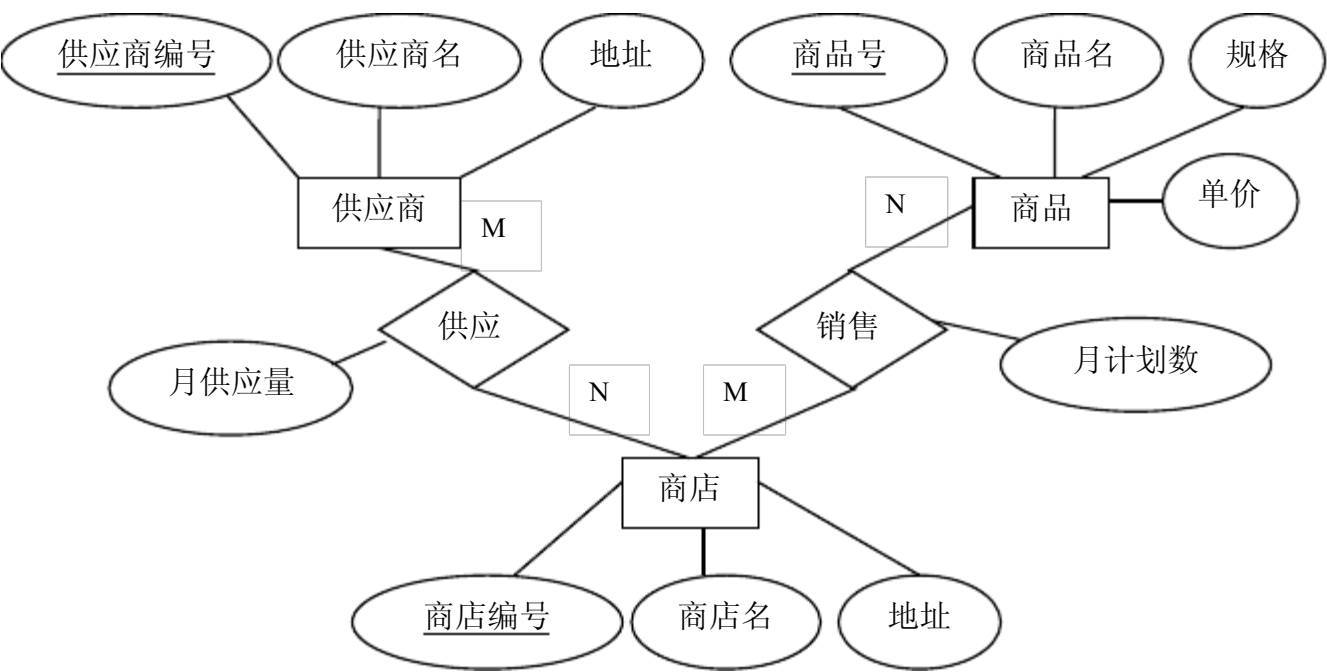 供应商编号
供应商名
地址
商品号
商品名
规格
供应商
M
N
商品
单价
供应
销售
月供应量
月计划数
N
M
商店
商店编号
商店名
地址